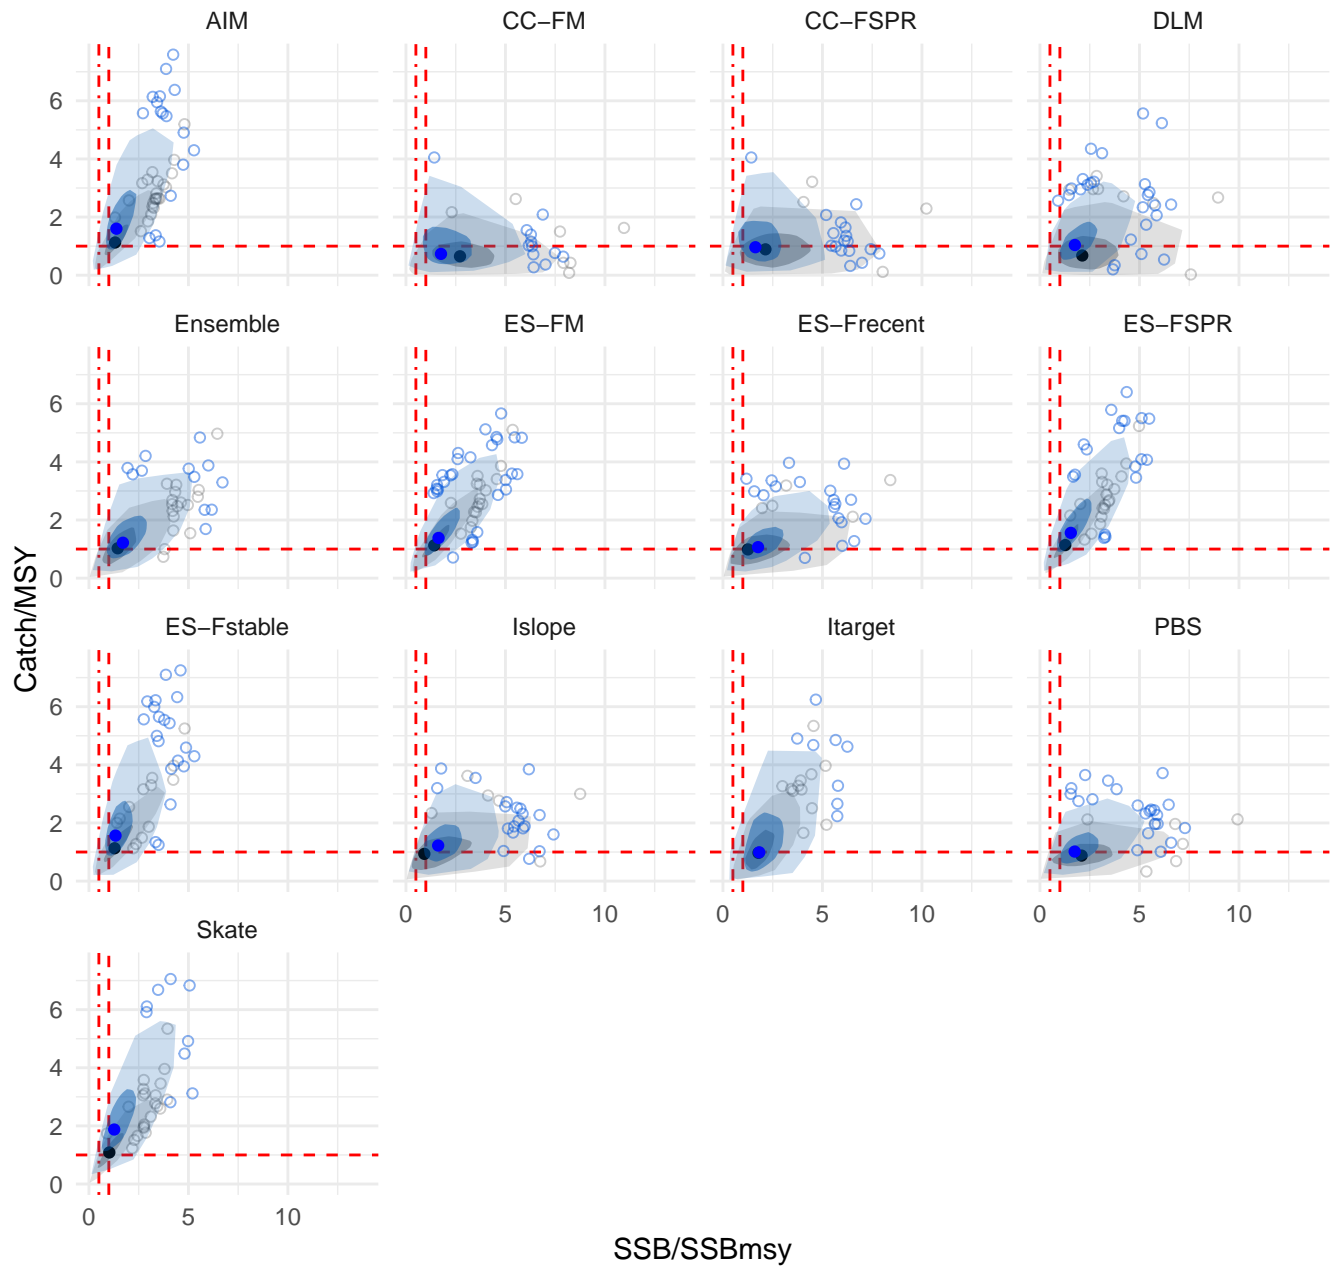 AIM CC−FM CC−FSPR DLM
6
4
2
0
Ensemble ES−FM ES−Frecent ES−FSPR
6
4
2
0
ES−Fstable Islope Itarget PBS
6
4
2
0
0 5 10 0 5 10 0 5 10
Skate
6
4
2
0
0 5 10
Catch/MSY
SSB/SSBmsy